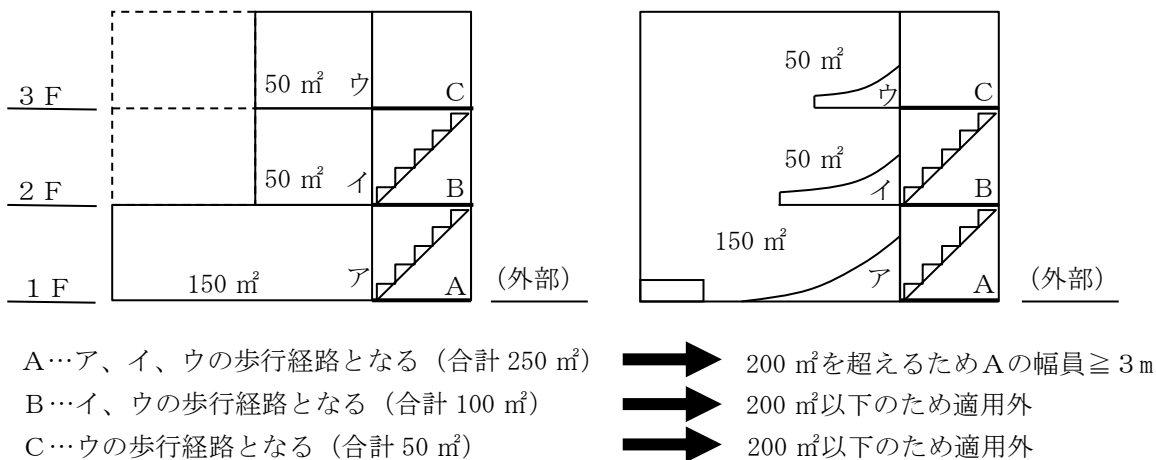 50 ㎡ ウ
C
3F
50 ㎡ イ
B
2F
150 ㎡
ア
A
(外部)
1F
50 ㎡
ウ
C
50 ㎡
イ
B
150 ㎡
ア
A
(外部)
A…ア、イ、ウの歩行経路となる(合計 250 ㎡) 200 ㎡を超えるためAの幅員≧3m
B…イ、ウの歩行経路となる(合計 100 ㎡) 200 ㎡以下のため適用外
C…ウの歩行経路となる(合計 50 ㎡) 200 ㎡以下のため適用外